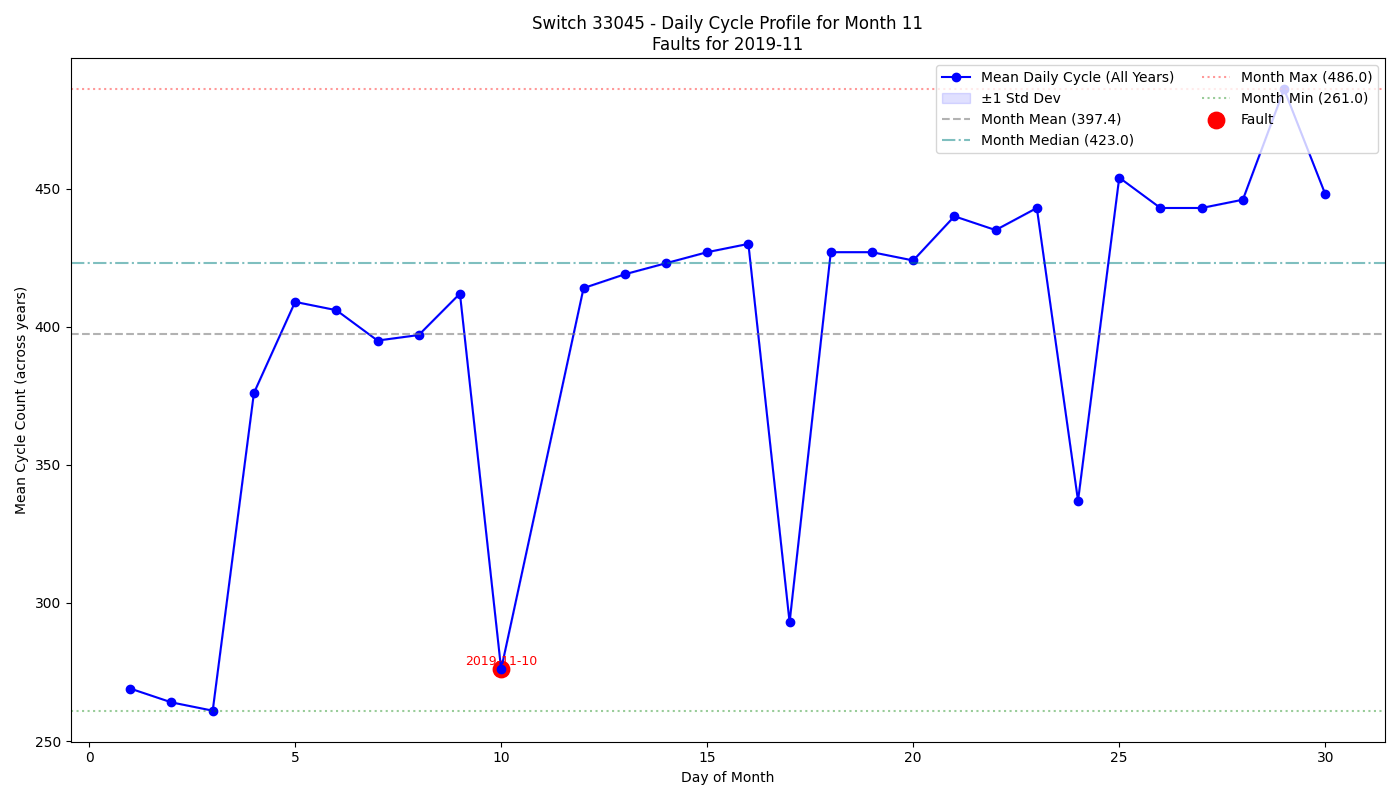 Switch 33045 - Daily Cycle Profile for Month 11
Faults for 2019-11
Mean Daily Cycle (All Years)
±1 Std Dev
Month Mean (397.4)
Month Median (423.0)
Month Max (486.0)
Month Min (261.0)
Fault
Mean Cycle Count (across years)
450
400
350
300
250
2019-11-10
0
5
10
15
20
25
30
Day of Month